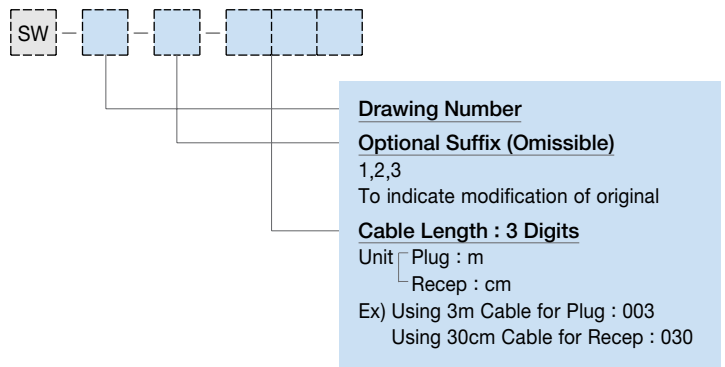 SW
Drawing Number
Optional Suffix (Omissible)
1,2,3
To indicate modification of original
Cable Length : 3 Digits
Unit Plug : m
Recep : cm
Ex) Using 3m Cable for Plug : 003
Using 30cm Cable for Recep : 030